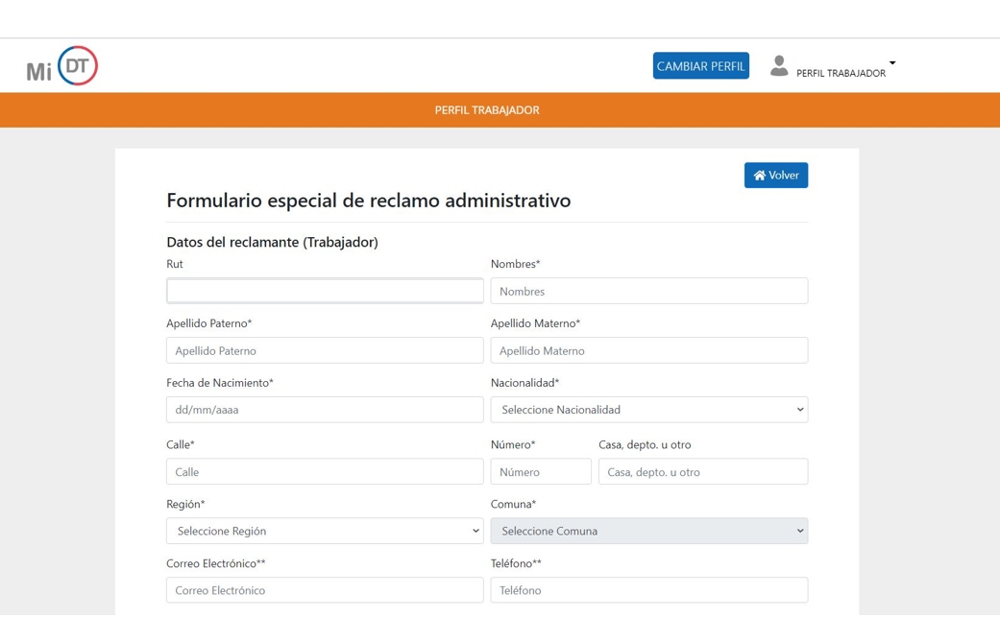 Mi DT
CAMBIAR PERFIL
PERFIL TRABAJADOR
PERFIL TRABAJADOR
Volver
Formulario especial de reclamo administrativo
Datos del reclamante (Trabajador)
Rut
Nombres*
Nombres
Apellido Paterno*
Apellido Materno*
Apellido Paterno
Apellido Materno
Fecha de Nacimiento*
Nacionalidad*
dd/mm/aaaa
Seleccione Nacionalidad
Calle*
Número*
Casa, depto. u otro
Calle
Número
Casa, depto. u otro
Región*
Comuna*
Seleccione Región
Seleccione Comuna
Correo Electrónico**
Teléfono**
Correo Electrónico
Teléfono